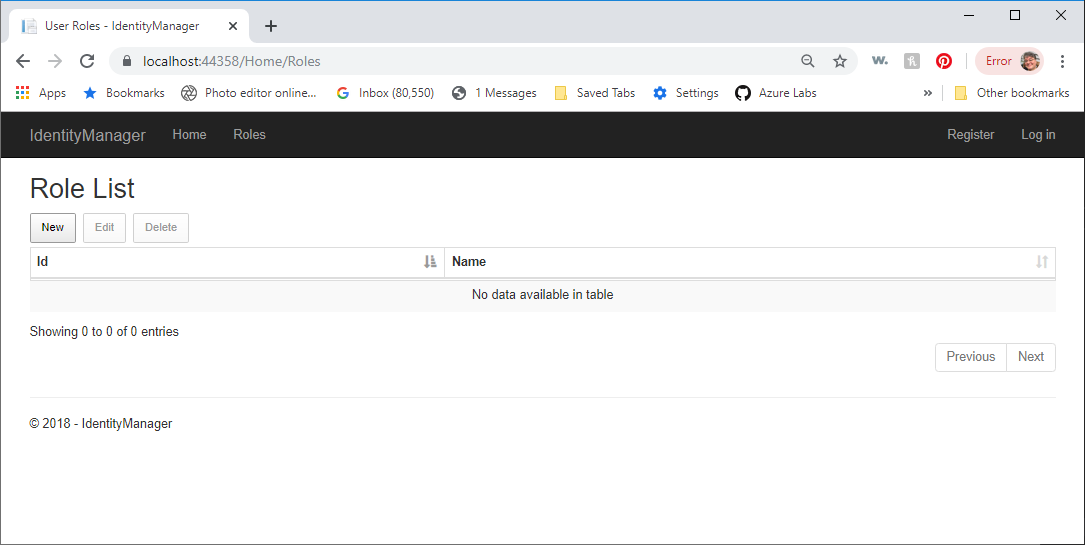 User Roles - IdentityManager
localhost:44358/Home/Roles
Error
Apps Bookmarks Photo editor online... Inbox (80,550) 1 Messages Saved Tabs Settings Azure Labs » Other bookmarks
IdentityManager Home Roles Register Log in
Role List
New Edit Delete
Id Name
No data available in table
Showing 0 to 0 of 0 entries
Previous Next
© 2018 - IdentityManager